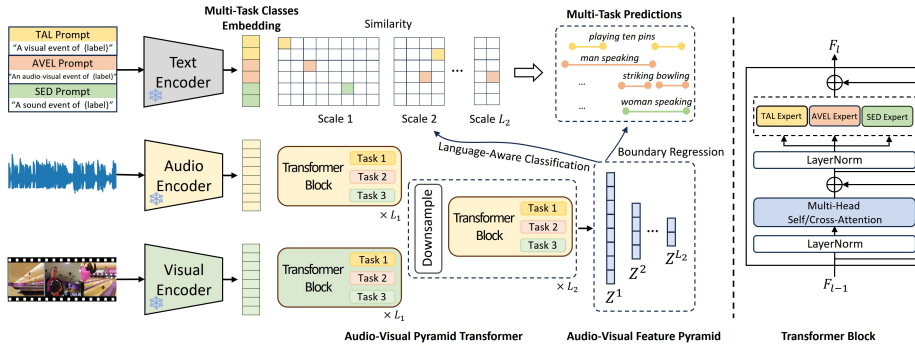 Multi-Task Classes
Embedding
Similarity
Multi-Task Predictions
TAL Prompt
"A visual event of {label}"
AVEL Prompt
"An audio-visual event of {label}"
SED Prompt
"A sound event of {label}"
Text
Encoder
Scale 1
Scale 2
...
Scale L₂
playing ten pins
man speaking
... striking bowling
... woman speaking
Language-Aware Classification
Boundary Regression
Audio
Encoder
Transformer
Block
Task 1
Task 2
Task 3
× L₁
Downsample
Transformer
Block
Task 1
Task 2
Task 3
× L₂
Visual
Encoder
Transformer
Block
Task 1
Task 2
Task 3
× L₁
Z¹
Z²
...
Z^{L₂}
Audio-Visual Pyramid Transformer
Audio-Visual Feature Pyramid
F_l
TAL Expert
AVEL Expert
SED Expert
LayerNorm
Multi-Head
Self/Cross-Attention
LayerNorm
F_{l−1}
Transformer Block